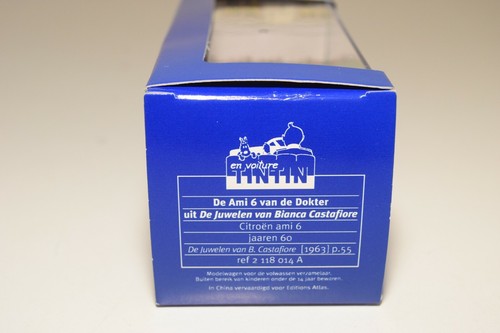 en voiture
TINTIN
De Ami 6 van de Dokter
uit De Juwelen van Bianca Castafiore
Citroën ami 6
jaaren 60
De Juwelen van B. Castafiore [1963] p.55
ref 2 118 014 A
Modelwagen voor de volwassen verzamelaar.
Buiten bereik van kinderen onder de 14 jaar bewaren.
In China vervaardigd voor Editions Atlas.